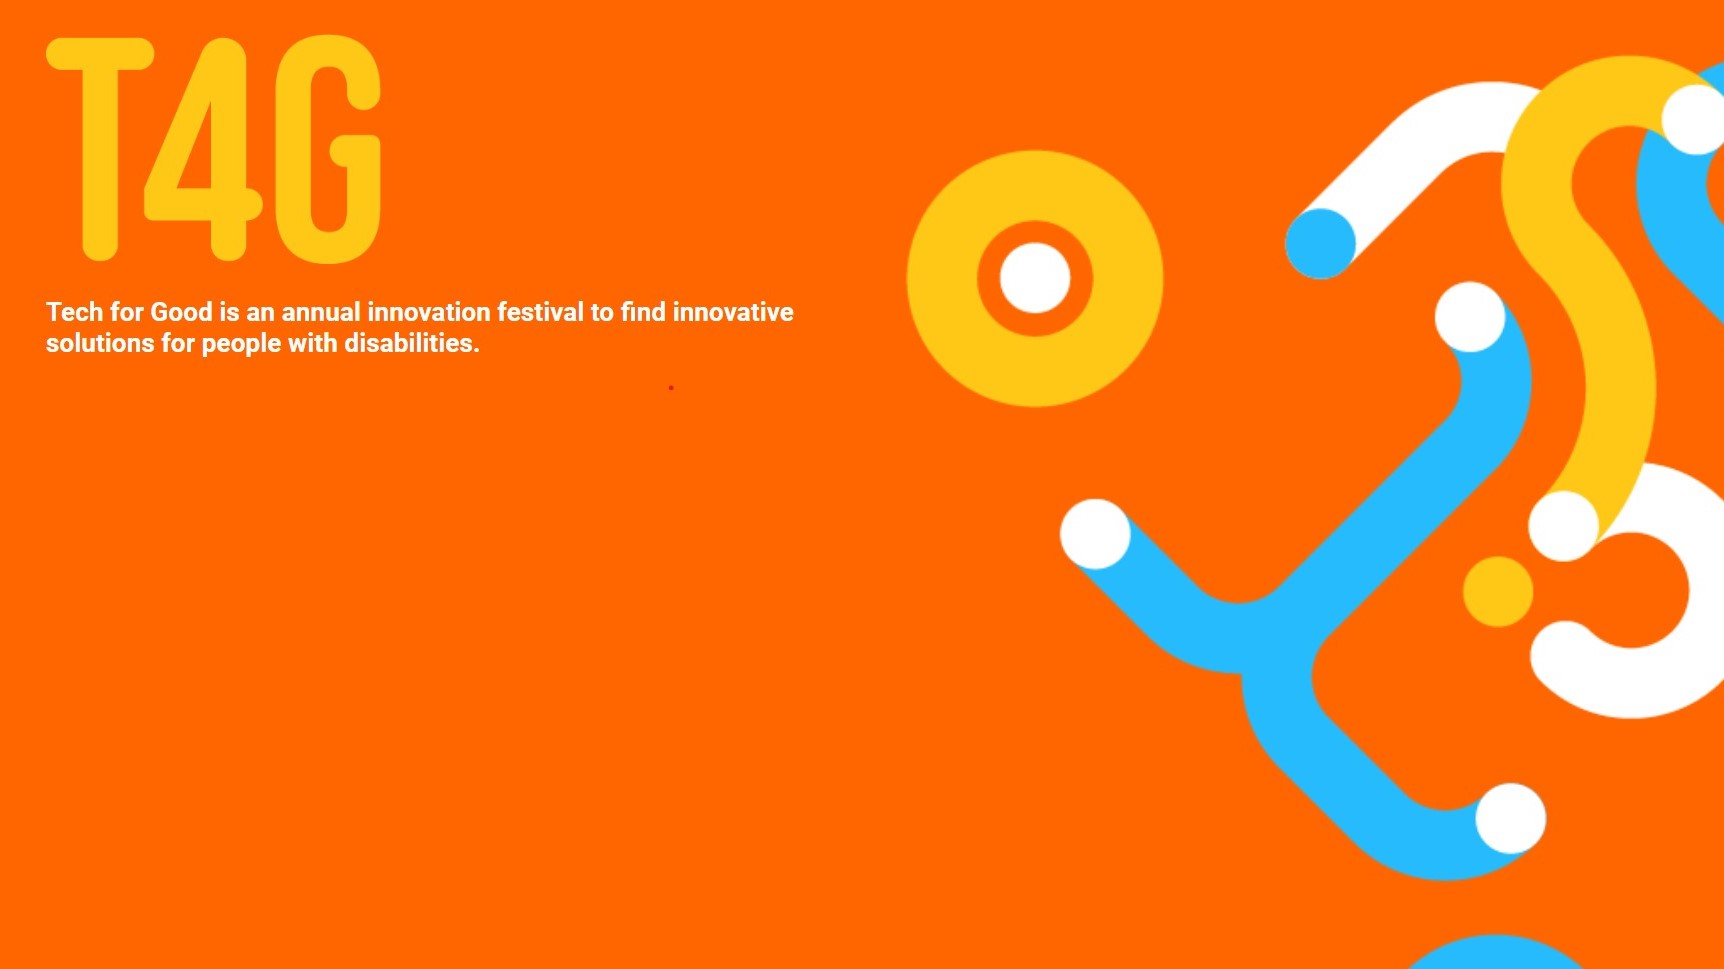 T4G
Tech for Good is an annual innovation festival to find innovative
solutions for people with disabilities.